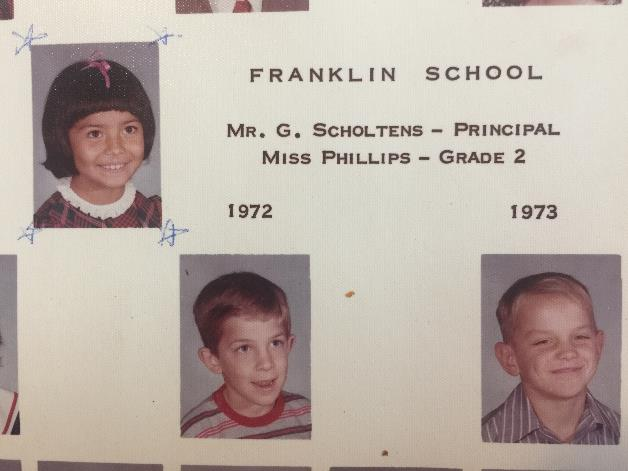 FRANKLIN SCHOOL
MR. G. SCHOLTENS - PRINCIPAL
MISS PHILLIPS - GRADE 2
1972 1973